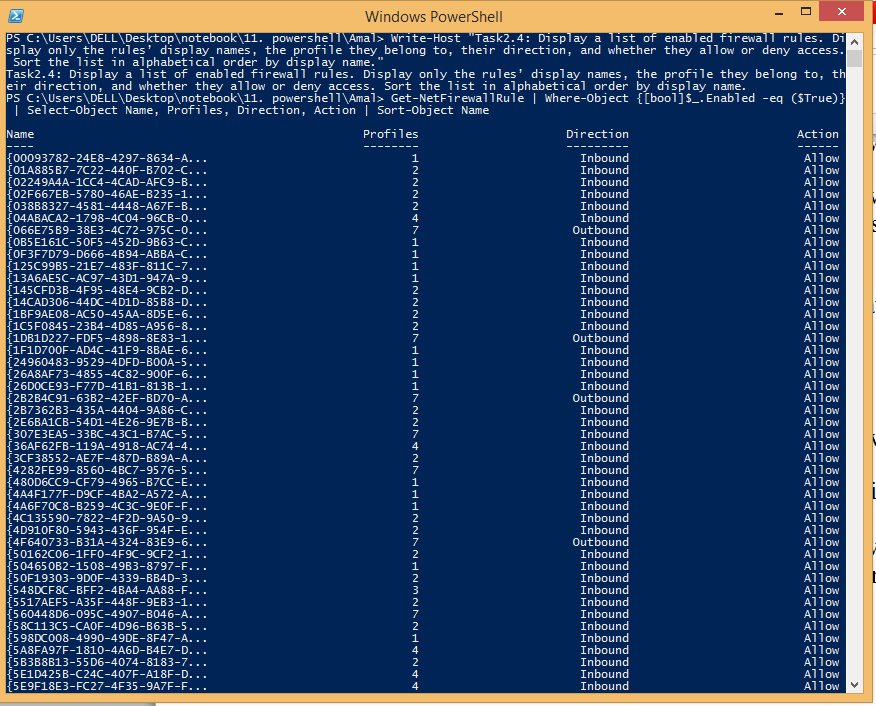 Windows PowerShell
PS C:\Users\DELL\Desktop\notebook\11. powershell\Amal> Write-Host "Task2.4: Display a list of enabled firewall rules. Di
splay only the rules’ display names, the profile they belong to, their direction, and whether they allow or deny access.
 Sort the list in alphabetical order by display name."
Task2.4: Display a list of enabled firewall rules. Display only the rules’ display names, the profile they belong to, th
eir direction, and whether they allow or deny access. Sort the list in alphabetical order by display name.
PS C:\Users\DELL\Desktop\notebook\11. powershell\Amal> Get-NetFirewallRule | Where-Object {[bool]$_.Enabled -eq ($True)}
 | Select-Object Name, Profiles, Direction, Action | Sort-Object Name
Name Profiles Direction Action
---- -------- --------- ------
{00093782-24E8-4297-8634-A... 1 Inbound Allow
{01A885B7-7C22-440F-B702-C... 2 Inbound Allow
{02249A4A-1CC4-4CAD-AFC9-B... 2 Inbound Allow
{02F667EB-5780-46AE-B235-1... 2 Inbound Allow
{038B8327-4581-4448-A67F-B... 2 Inbound Allow
{04ABACA2-1798-4C04-96CB-0... 4 Inbound Allow
{066E75B9-38E3-4C72-975C-0... 7 Outbound Allow
{0B5E161C-50F5-452D-9B63-C... 1 Inbound Allow
{0F3F7D79-D666-4B94-ABBA-C... 1 Inbound Allow
{125C99B5-21E7-483F-811C-7... 1 Inbound Allow
{13A6AE5C-AC97-43D1-947A-9... 1 Inbound Allow
{145CFD3B-4F95-48E4-9CB2-D... 2 Inbound Allow
{14CAD306-44DC-4D1D-85B8-D... 2 Inbound Allow
{1BF9AE08-AC50-45AA-8D5E-6... 2 Inbound Allow
{1C5F0845-23B4-4D85-A956-8... 2 Inbound Allow
{1DB1D227-FDF5-4898-8E83-1... 7 Outbound Allow
{1F1D700F-AD4C-41F9-8BAE-6... 1 Inbound Allow
{24960483-9529-4DFD-B00A-5... 1 Inbound Allow
{26A8AF73-4855-4C82-900F-6... 1 Inbound Allow
{26D0CE93-F77D-41B1-813B-1... 1 Inbound Allow
{2B2B4C91-63B2-42EF-BD70-A... 7 Outbound Allow
{2B7362B3-435A-4404-9A86-C... 2 Inbound Allow
{2E6BA1CB-54D1-4E26-9E7B-B... 2 Inbound Allow
{307E3EA5-33BC-43C1-B7AC-5... 7 Inbound Allow
{36AF62FB-119A-4918-AC74-4... 4 Inbound Allow
{3CF38552-AE7F-487D-B89A-A... 2 Inbound Allow
{4282FE99-8560-4BC7-9576-5... 7 Inbound Allow
{480D6CC9-CF79-4965-B7CC-E... 1 Inbound Allow
{4A4F177F-D9CF-4BA2-A572-A... 1 Inbound Allow
{4A6F70C8-B259-4C3C-9E0F-F... 1 Inbound Allow
{4C135590-7822-4F2D-9A50-9... 2 Inbound Allow
{4D910F80-5943-436F-954F-E... 2 Inbound Allow
{4F640733-B31A-4324-83E9-6... 7 Outbound Allow
{50162C06-1FF0-4F9C-9CF2-1... 2 Inbound Allow
{504650B2-1508-49B3-8797-F... 1 Inbound Allow
{50F19303-9D0F-4339-BB4D-3... 2 Inbound Allow
{548DCF8C-BFF2-4BA4-AA88-F... 3 Inbound Allow
{5517AEF5-A35F-448F-9EB3-1... 2 Inbound Allow
{560448D6-095C-4907-B046-A... 7 Inbound Allow
{58C113C5-CA0F-4D96-B63B-5... 2 Inbound Allow
{598DC008-4990-49DE-8F47-A... 1 Inbound Allow
{5A8FA97F-1810-4A6D-B4E7-D... 4 Inbound Allow
{5B3B8B13-55D6-4074-8183-7... 2 Inbound Allow
{5E1D425B-C24C-407F-A18F-D... 4 Inbound Allow
{5E9F18E3-FC27-4F35-9A7F-F... 4 Inbound Allow